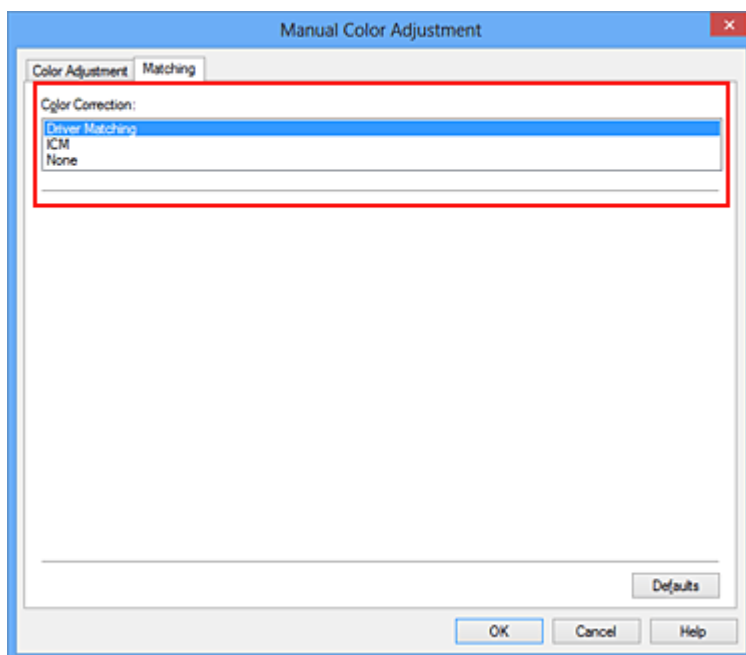 Manual Color Adjustment
Color Adjustment Matching
Color Correction:
Driver Matching
ICM
None
Defaults
OK Cancel Help